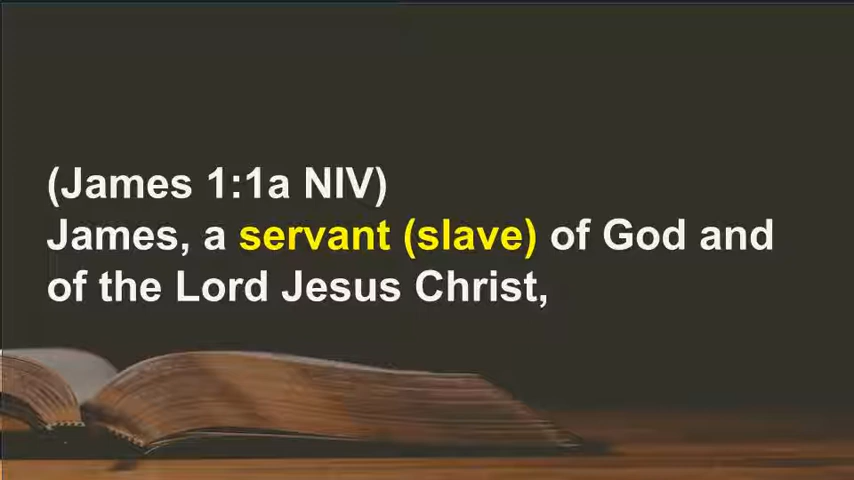 (James 1:1a NIV)
James, a servant (slave) of God and
of the Lord Jesus Christ,